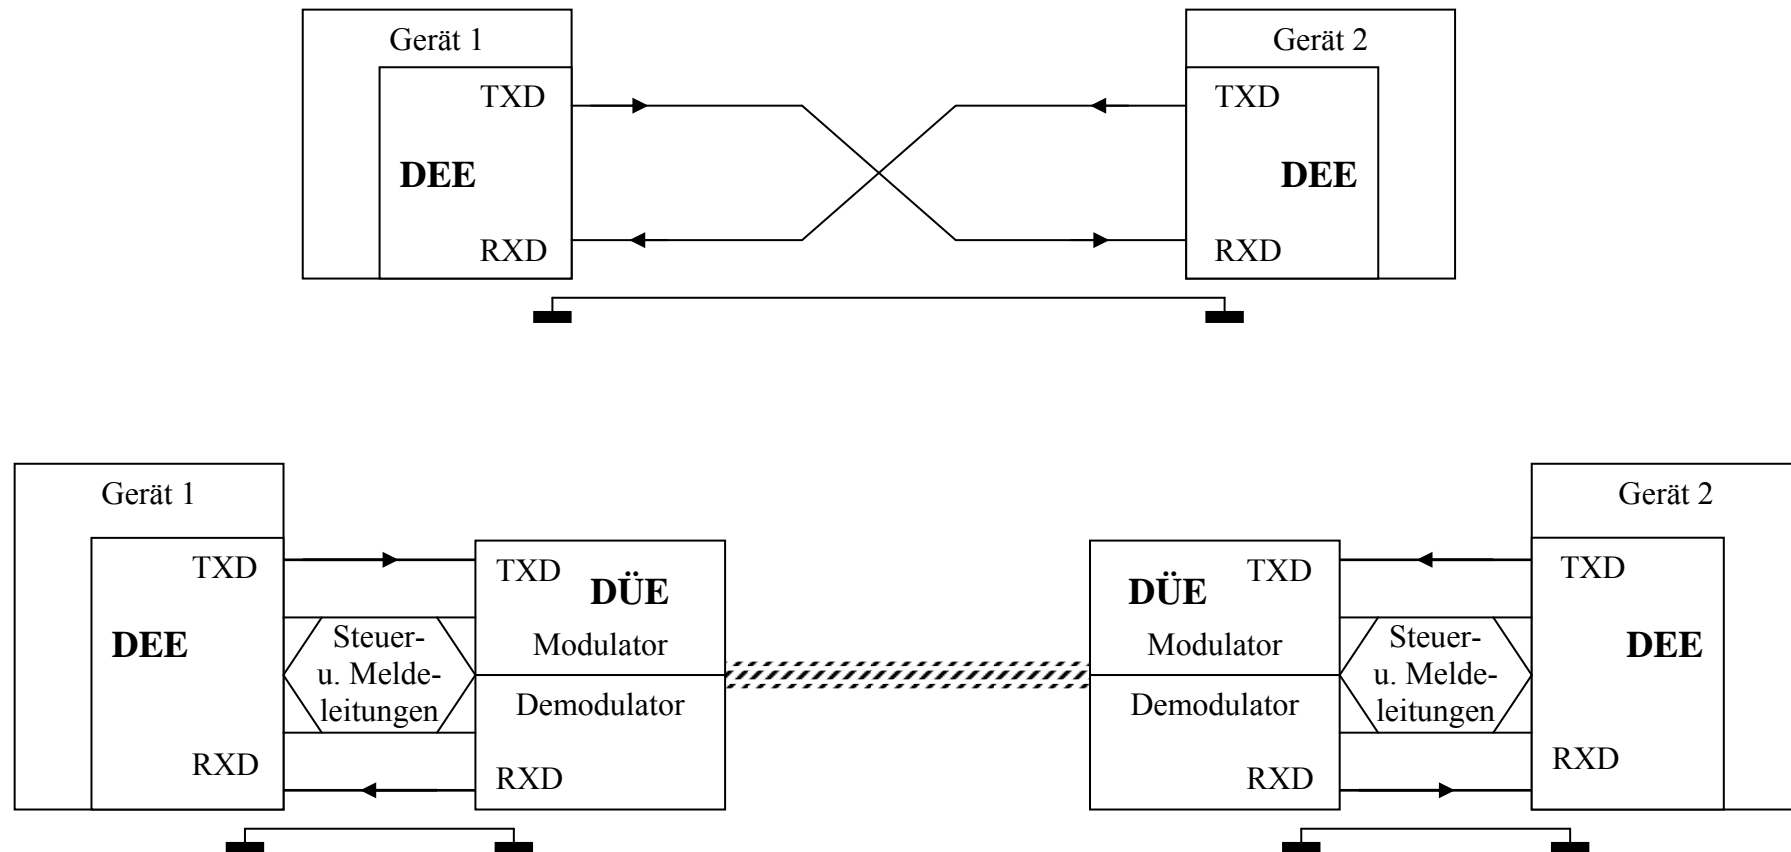 Gerät 1
TXD
DEE
RXD
Gerät 2
TXD
DEE
RXD
Gerät 1
TXD
DEE
RXD
Steuer-
u. Melde-
leitungen
TXD
DÜE
Modulator
Demodulator
RXD
TXD
DÜE
Modulator
Demodulator
RXD
Steuer-
u. Melde-
leitungen
Gerät 2
TXD
DEE
RXD